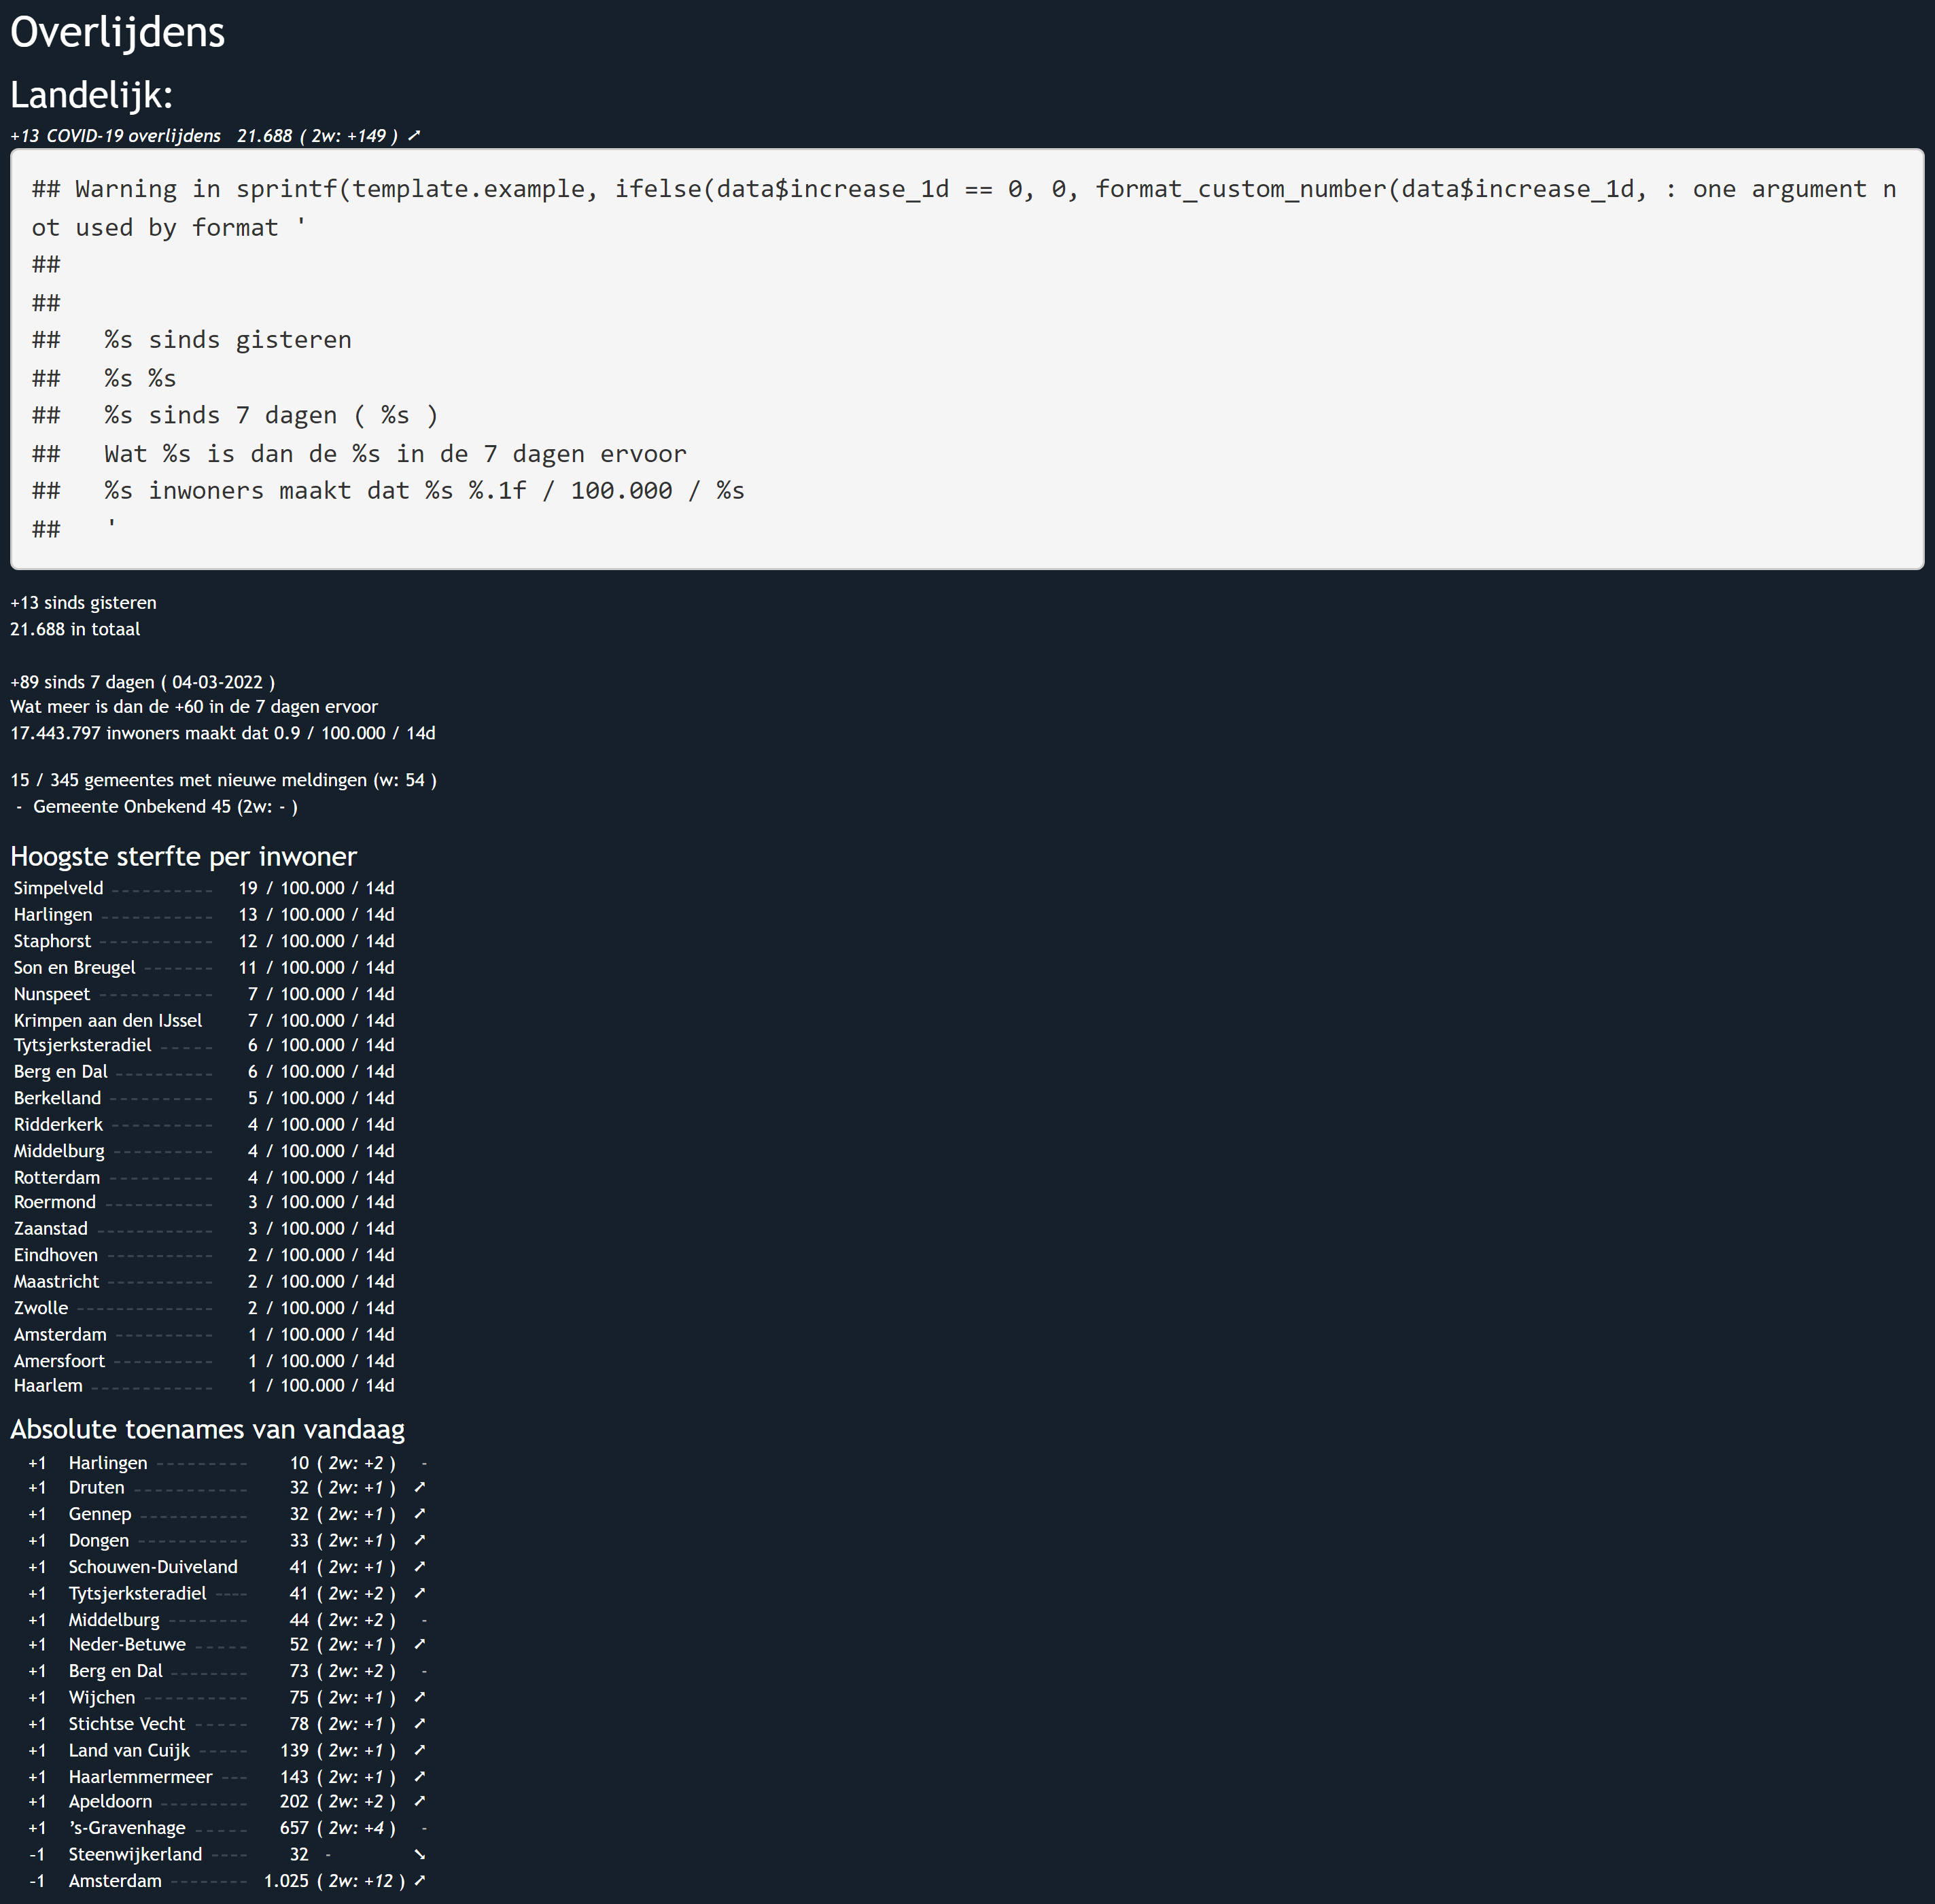 Overlijdens
Landelijk:
+13 COVID-19 overlijdens 21.688 ( 2w: +149 ) ⤤
## Warning in sprintf(template.example, ifelse(data$increase_1d == 0, 0, format_custom_number(data$increase_1d, : one argument n
ot used by format '
##
##
##   %s sinds gisteren
##   %s %s
##   %s sinds 7 dagen ( %s )
##   Wat %s is dan de %s in de 7 dagen ervoor
##   %s inwoners maakt dat %s %.1f / 100.000 / %s
##   '
+13 sinds gisteren
21.688 in totaal
+89 sinds 7 dagen ( 04-03-2022 )
Wat meer is dan de +60 in de 7 dagen ervoor
17.443.797 inwoners maakt dat 0.9 / 100.000 / 14d
15 / 345 gemeentes met nieuwe meldingen (w: 54 )
- Gemeente Onbekend 45 (2w: - )
Hoogste sterfte per inwoner
Simpelveld ---------- 19 / 100.000 / 14d
Harlingen ----------- 13 / 100.000 / 14d
Staphorst ----------- 12 / 100.000 / 14d
Son en Breugel ------- 11 / 100.000 / 14d
Nunspeet ----------- 7 / 100.000 / 14d
Krimpen aan den IJssel 7 / 100.000 / 14d
Tytsjerksteradiel ----- 6 / 100.000 / 14d
Berg en Dal ---------- 6 / 100.000 / 14d
Berkelland ---------- 5 / 100.000 / 14d
Ridderkerk ---------- 4 / 100.000 / 14d
Middelburg ---------- 4 / 100.000 / 14d
Rotterdam ---------- 4 / 100.000 / 14d
Roermond ----------- 3 / 100.000 / 14d
Zaanstad ----------- 3 / 100.000 / 14d
Eindhoven ---------- 2 / 100.000 / 14d
Maastricht ---------- 2 / 100.000 / 14d
Zwolle ------------- 2 / 100.000 / 14d
Amsterdam ---------- 1 / 100.000 / 14d
Amersfoort ---------- 1 / 100.000 / 14d
Haarlem ------------ 1 / 100.000 / 14d
Absolute toenames van vandaag
+1 Harlingen --------- 10 ( 2w: +2 ) -
+1 Druten ----------- 32 ( 2w: +1 ) ⤤
+1 Gennep ---------- 32 ( 2w: +1 ) ⤤
+1 Dongen ----------- 33 ( 2w: +1 ) ⤤
+1 Schouwen-Duiveland 41 ( 2w: +1 ) ⤤
+1 Tytsjerksteradiel ---- 41 ( 2w: +2 ) ⤤
+1 Middelburg -------- 44 ( 2w: +2 ) -
+1 Neder-Betuwe ----- 52 ( 2w: +1 ) ⤤
+1 Berg en Dal -------- 73 ( 2w: +2 ) -
+1 Wijchen ---------- 75 ( 2w: +1 ) ⤤
+1 Stichtse Vecht ----- 78 ( 2w: +1 ) ⤤
+1 Land van Cuijk ----- 139 ( 2w: +1 ) ⤤
+1 Haarlemmermeer --- 143 ( 2w: +1 ) ⤤
+1 Apeldoorn --------- 202 ( 2w: +2 ) ⤤
+1 ’s-Gravenhage ----- 657 ( 2w: +4 ) -
-1 Steenwijkerland ---- 32 - ⤥
-1 Amsterdam -------- 1.025 ( 2w: +12 ) ⤤